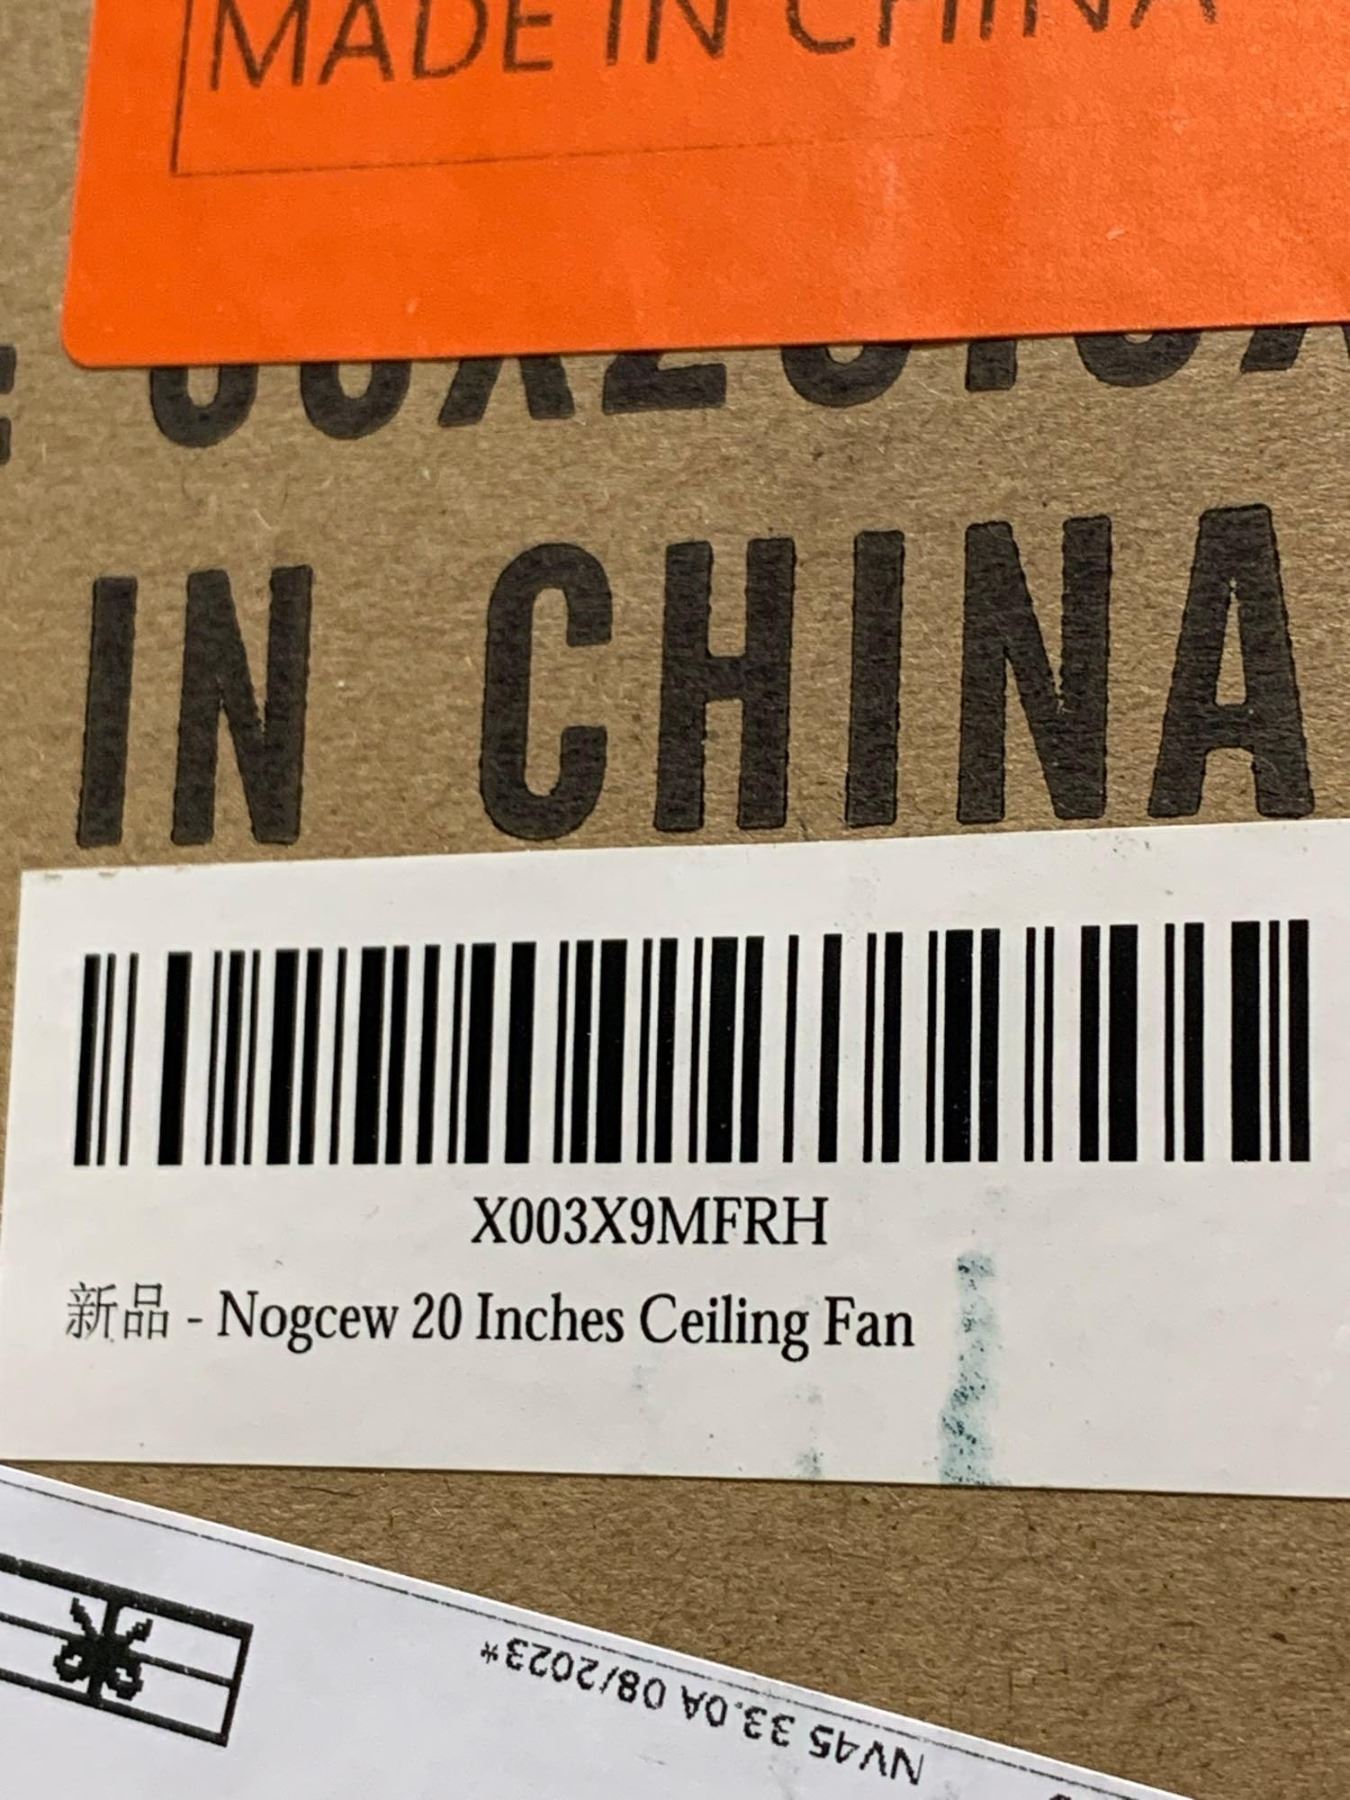 MADE IN CHINA
IN CHINA
X003X9MFRH
新品 - Nogcew 20 Inches Ceiling Fan
NV45 33.0A 08/2023*